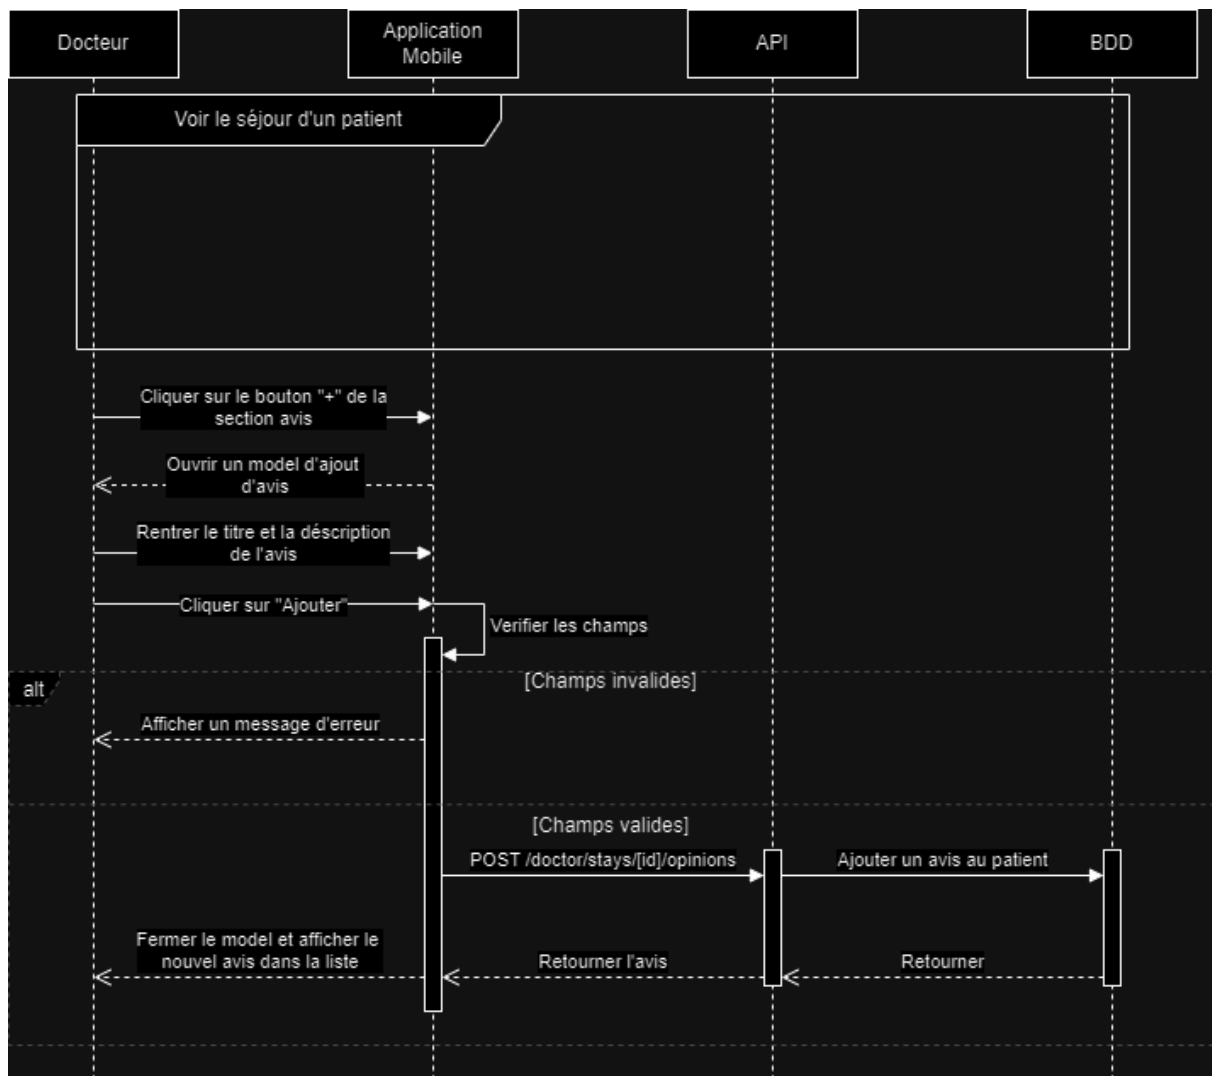 Docteur
Application
Mobile
API
BDD
Voir le séjour d'un patient
Cliquer sur le bouton "+" de la
section avis
Ouvrir un model d'ajout
d'avis
Rentrer le titre et la déscription
de l'avis
Cliquer sur "Ajouter"
Verifier les champs
alt
[Champs invalides]
Afficher un message d'erreur
[Champs valides]
POST /doctor/stays/[id]/opinions
Ajouter un avis au patient
Fermer le model et afficher le
nouvel avis dans la liste
Retourner l'avis
Retourner